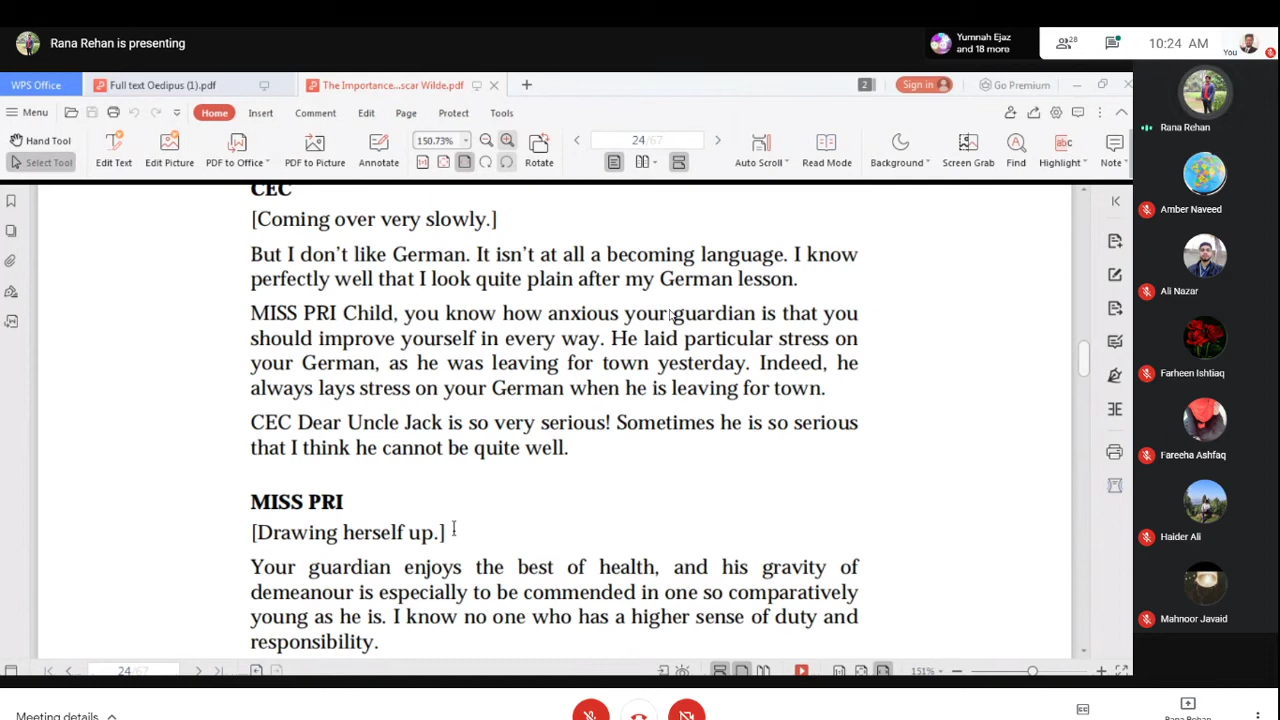 Rana Rehan is presenting
Yumnah Ejaz
and 18 more
28
10:24 AM
You
WPS Office
Full text Oedipus (1).pdf
The Importance...scar Wilde.pdf
2
Sign in
Go Premium
Menu
Home
Insert
Comment
Edit
Page
Protect
Tools
Hand Tool
Select Tool
Edit Text
Edit Picture
PDF to Office
PDF to Picture
Annotate
150.73%
Rotate
24/67
Auto Scroll
Read Mode
Background
Screen Grab
Find
Highlight
Note
CEC
[Coming over very slowly.]
But I don’t like German. It isn’t at all a becoming language. I know
perfectly well that I look quite plain after my German lesson.
MISS PRI Child, you know how anxious your guardian is that you
should improve yourself in every way. He laid particular stress on
your German, as he was leaving for town yesterday. Indeed, he
always lays stress on your German when he is leaving for town.
CEC Dear Uncle Jack is so very serious! Sometimes he is so serious
that I think he cannot be quite well.
MISS PRI
[Drawing herself up.]
Your guardian enjoys the best of health, and his gravity of
demeanour is especially to be commended in one so comparatively
young as he is. I know no one who has a higher sense of duty and
responsibility.
24/67
151%
Rana Rehan
Amber Naveed
Ali Nazar
Farheen Ishtiaq
Fareeha Ashfaq
Haider Ali
Mahnoor Javaid
Meeting details
Rana Rehan